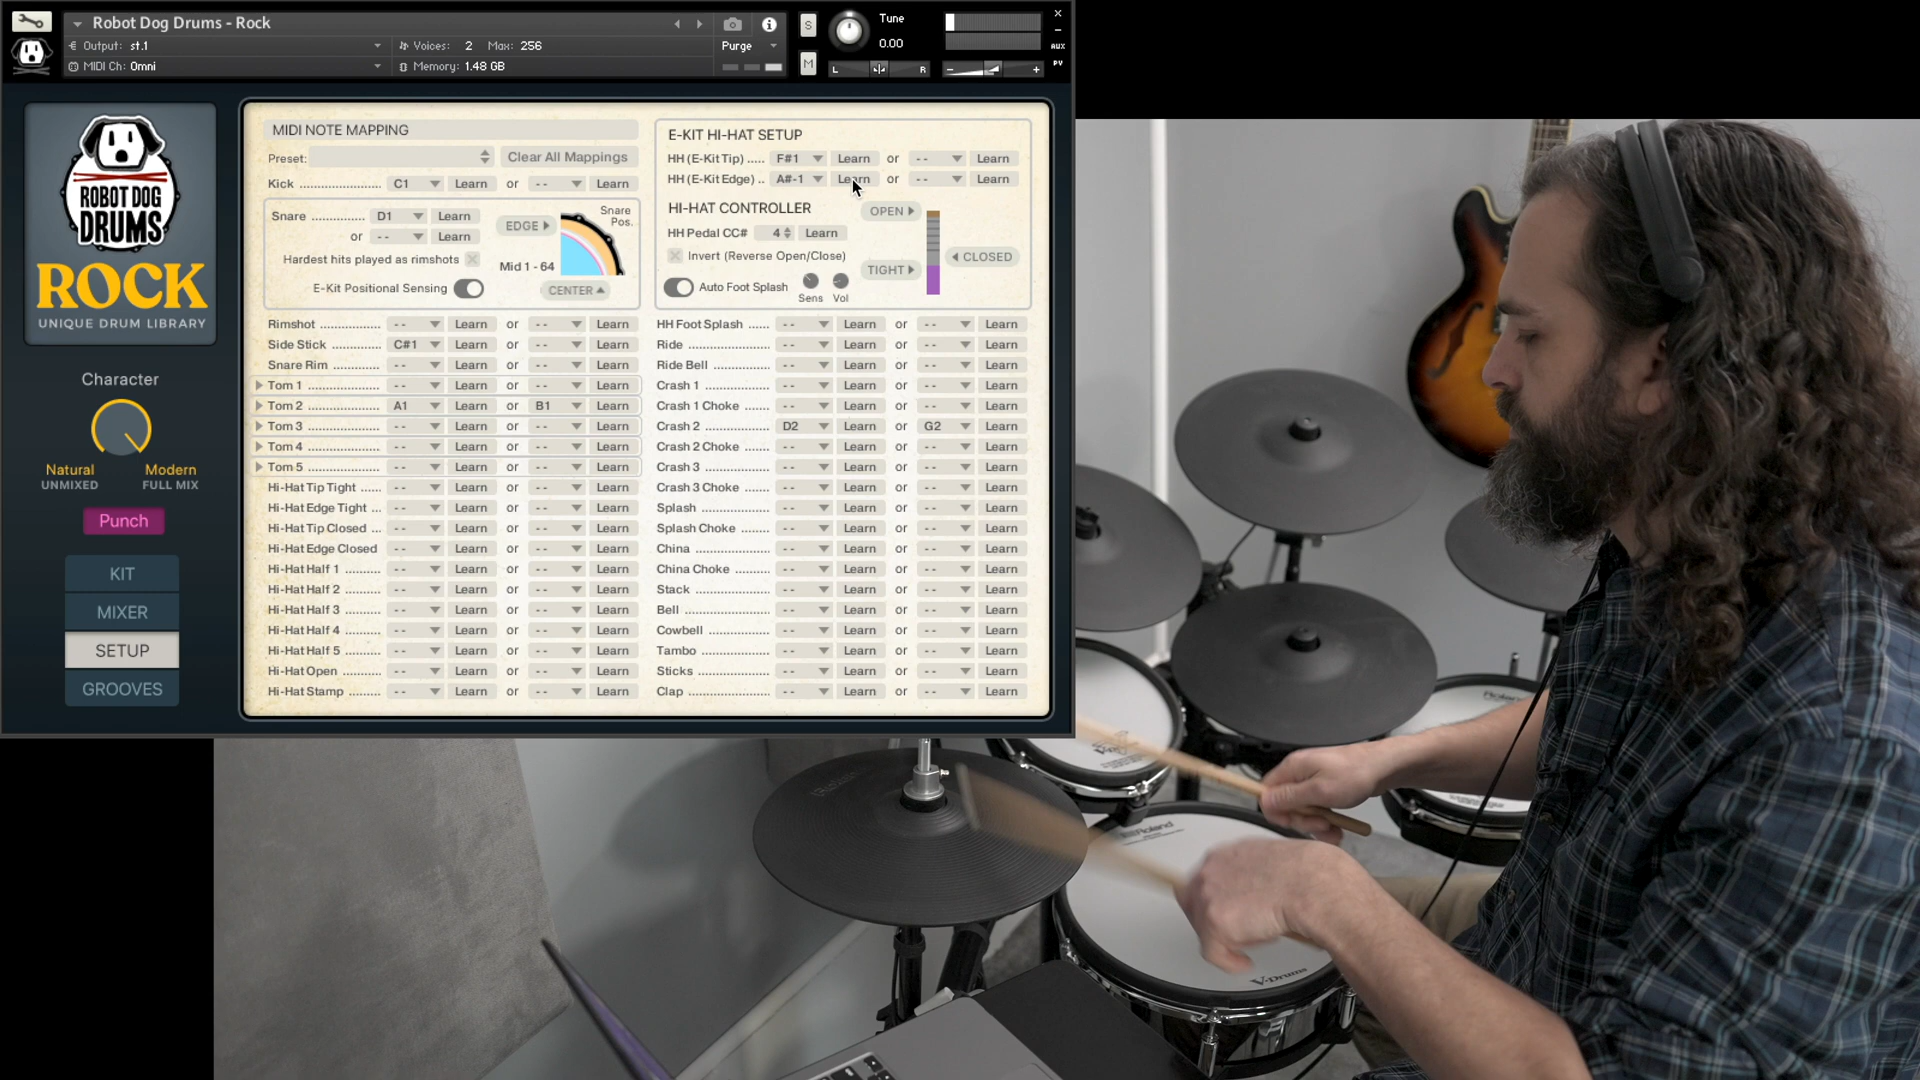 Robot Dog Drums - Rock
Output: st.1
Voices: 2 Max: 256
Purge
MIDI Ch: Omni
Memory: 1.48 GB
S
M
Tune
0.00
L R
- +
×
-
AUX
PV
ROBOT DOG
DRUMS
ROCK
UNIQUE DRUM LIBRARY
Character
Natural
UNMIXED
Modern
FULL MIX
Punch
KIT
MIXER
SETUP
GROOVES
MIDI NOTE MAPPING
Preset:
Clear All Mappings
Kick .................. C1 Learn or - - Learn
Snare .............. D1 Learn
or - - Learn
Hardest hits played as rimshots
E-Kit Positional Sensing
EDGE
Snare
Pos.
Mid 1 - 64
CENTER
Rimshot ................ - - Learn or - - Learn
Side Stick ............. C#1 Learn or - - Learn
Snare Rim ............. - - Learn or - - Learn
Tom 1 ................... - - Learn or - - Learn
Tom 2 ................... A1 Learn or B1 Learn
Tom 3 ................... - - Learn or - - Learn
Tom 4 ................... - - Learn or - - Learn
Tom 5 ................... - - Learn or - - Learn
Hi-Hat Tip Tight ...... - - Learn or - - Learn
Hi-Hat Edge Tight ... - - Learn or - - Learn
Hi-Hat Tip Closed ... - - Learn or - - Learn
Hi-Hat Edge Closed - - Learn or - - Learn
Hi-Hat Half 1 .......... - - Learn or - - Learn
Hi-Hat Half 2 .......... - - Learn or - - Learn
Hi-Hat Half 3 .......... - - Learn or - - Learn
Hi-Hat Half 4 .......... - - Learn or - - Learn
Hi-Hat Half 5 .......... - - Learn or - - Learn
Hi-Hat Open .......... - - Learn or - - Learn
Hi-Hat Stamp ......... - - Learn or - - Learn
E-KIT HI-HAT SETUP
HH (E-Kit Tip) ..... F#1 Learn or - - Learn
HH (E-Kit Edge) .. A#-1 Learn or - - Learn
HI-HAT CONTROLLER
HH Pedal CC# 4 Learn
Invert (Reverse Open/Close)
Auto Foot Splash
Sens Vol
OPEN
CLOSED
TIGHT
HH Foot Splash ...... - - Learn or - - Learn
Ride ....................... - - Learn or - - Learn
Ride Bell ................ - - Learn or - - Learn
Crash 1 .................. - - Learn or - - Learn
Crash 1 Choke ....... - - Learn or - - Learn
Crash 2 ................. D2 Learn or G2 Learn
Crash 2 Choke ....... - - Learn or - - Learn
Crash 3 ................. - - Learn or - - Learn
Crash 3 Choke ....... - - Learn or - - Learn
Splash ................... - - Learn or - - Learn
Splash Choke ......... - - Learn or - - Learn
China ..................... - - Learn or - - Learn
China Choke .......... - - Learn or - - Learn
Stack ..................... - - Learn or - - Learn
Bell ........................ - - Learn or - - Learn
Cowbell ................. - - Learn or - - Learn
Tambo ................... - - Learn or - - Learn
Sticks .................... - - Learn or - - Learn
Clap ....................... - - Learn or - - Learn
Roland
V-Drums